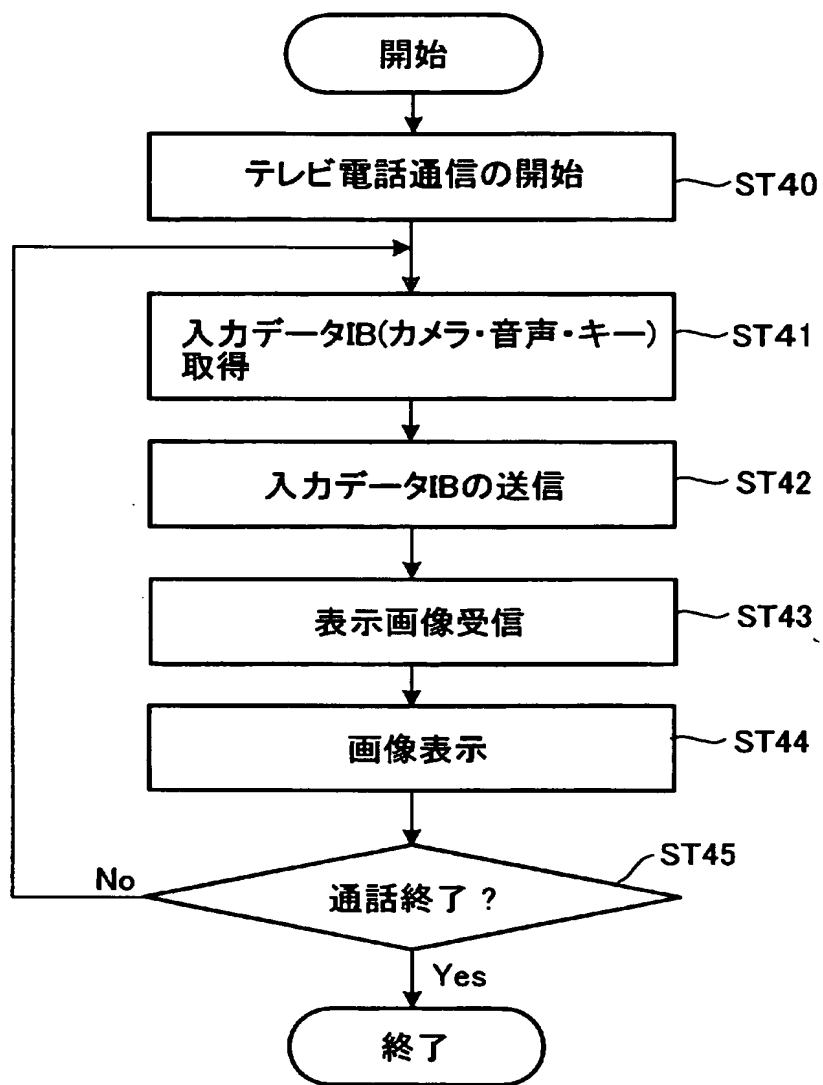 開始
テレビ電話通信の開始
ST40
入力データIB(カメラ・音声・キー)
取得
ST41
入力データIBの送信
ST42
表示画像受信
ST43
画像表示
ST44
通話終了?
ST45
No
Yes
終了